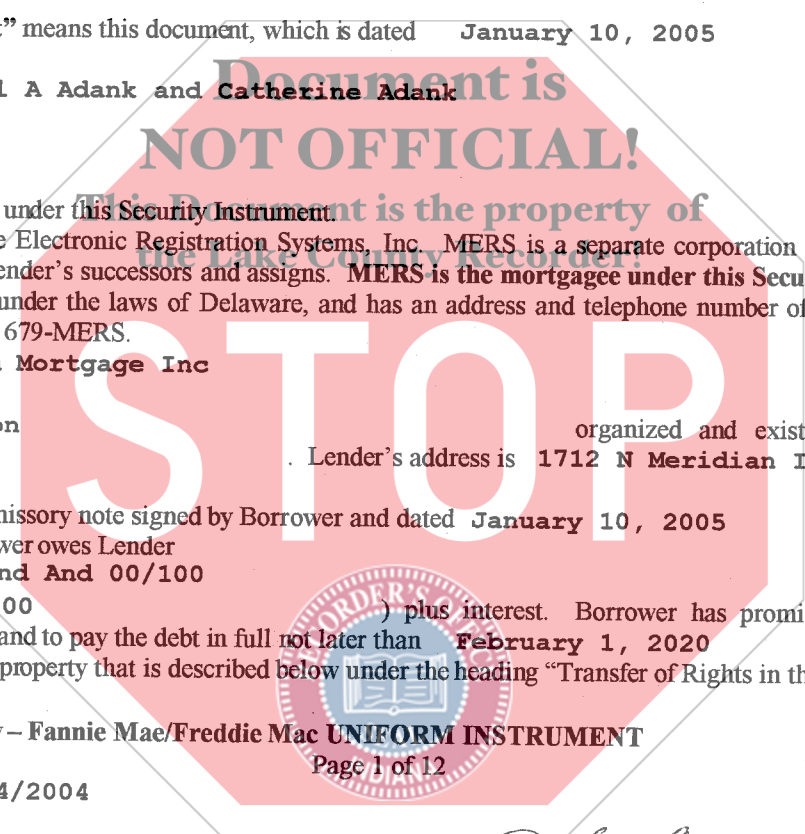 ” means this document, which is dated January 10, 2005
A Adank and Catherine Adank
Document is
NOT OFFICIAL!
This Document is the property of
the Lake County Recorder!
under this Security Instrument.
Electronic Registration Systems, Inc. MERS is a separate corporation
ender’s successors and assigns. MERS is the mortgagee under this Secu
under the laws of Delaware, and has an address and telephone number of
679-MERS.
Mortgage Inc
STOP
on
organized and exist
. Lender’s address is 1712 N Meridian
nissory note signed by Borrower and dated January 10, 2005
wer owes Lender
nd And 00/100
00 ) plus interest. Borrower has promi
and to pay the debt in full not later than February 1, 2020
property that is described below under the heading “Transfer of Rights in th
RECORDER'S OFFICE
INDIANA
– Fannie Mae/Freddie Mac UNIFORM INSTRUMENT
Page 1 of 12
4/2004